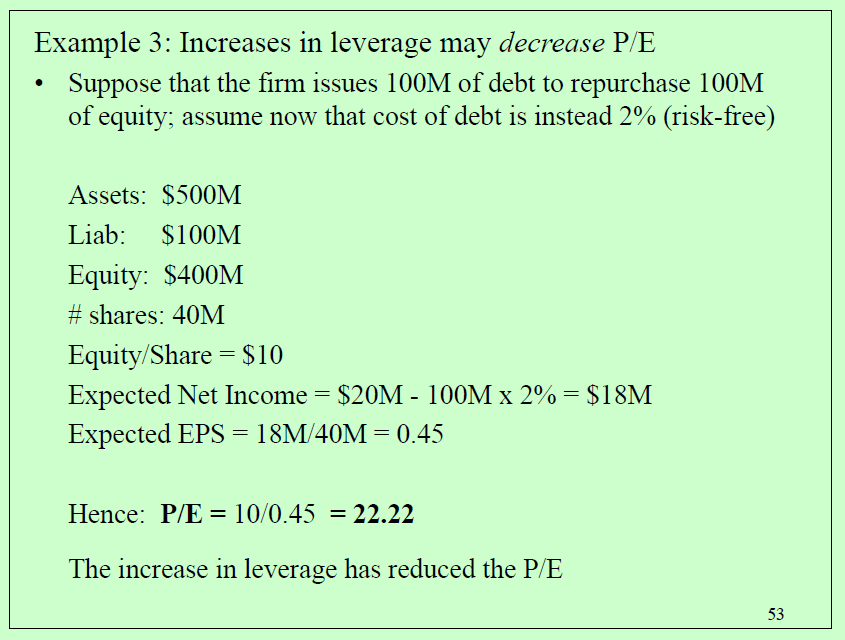 Example 3: Increases in leverage may decrease P/E
• Suppose that the firm issues 100M of debt to repurchase 100M
of equity; assume now that cost of debt is instead 2% (risk-free)
Assets: $500M
Liab: $100M
Equity: $400M
# shares: 40M
Equity/Share = $10
Expected Net Income = $20M - 100M x 2% = $18M
Expected EPS = 18M/40M = 0.45
Hence: P/E = 10/0.45 = 22.22
The increase in leverage has reduced the P/E
53